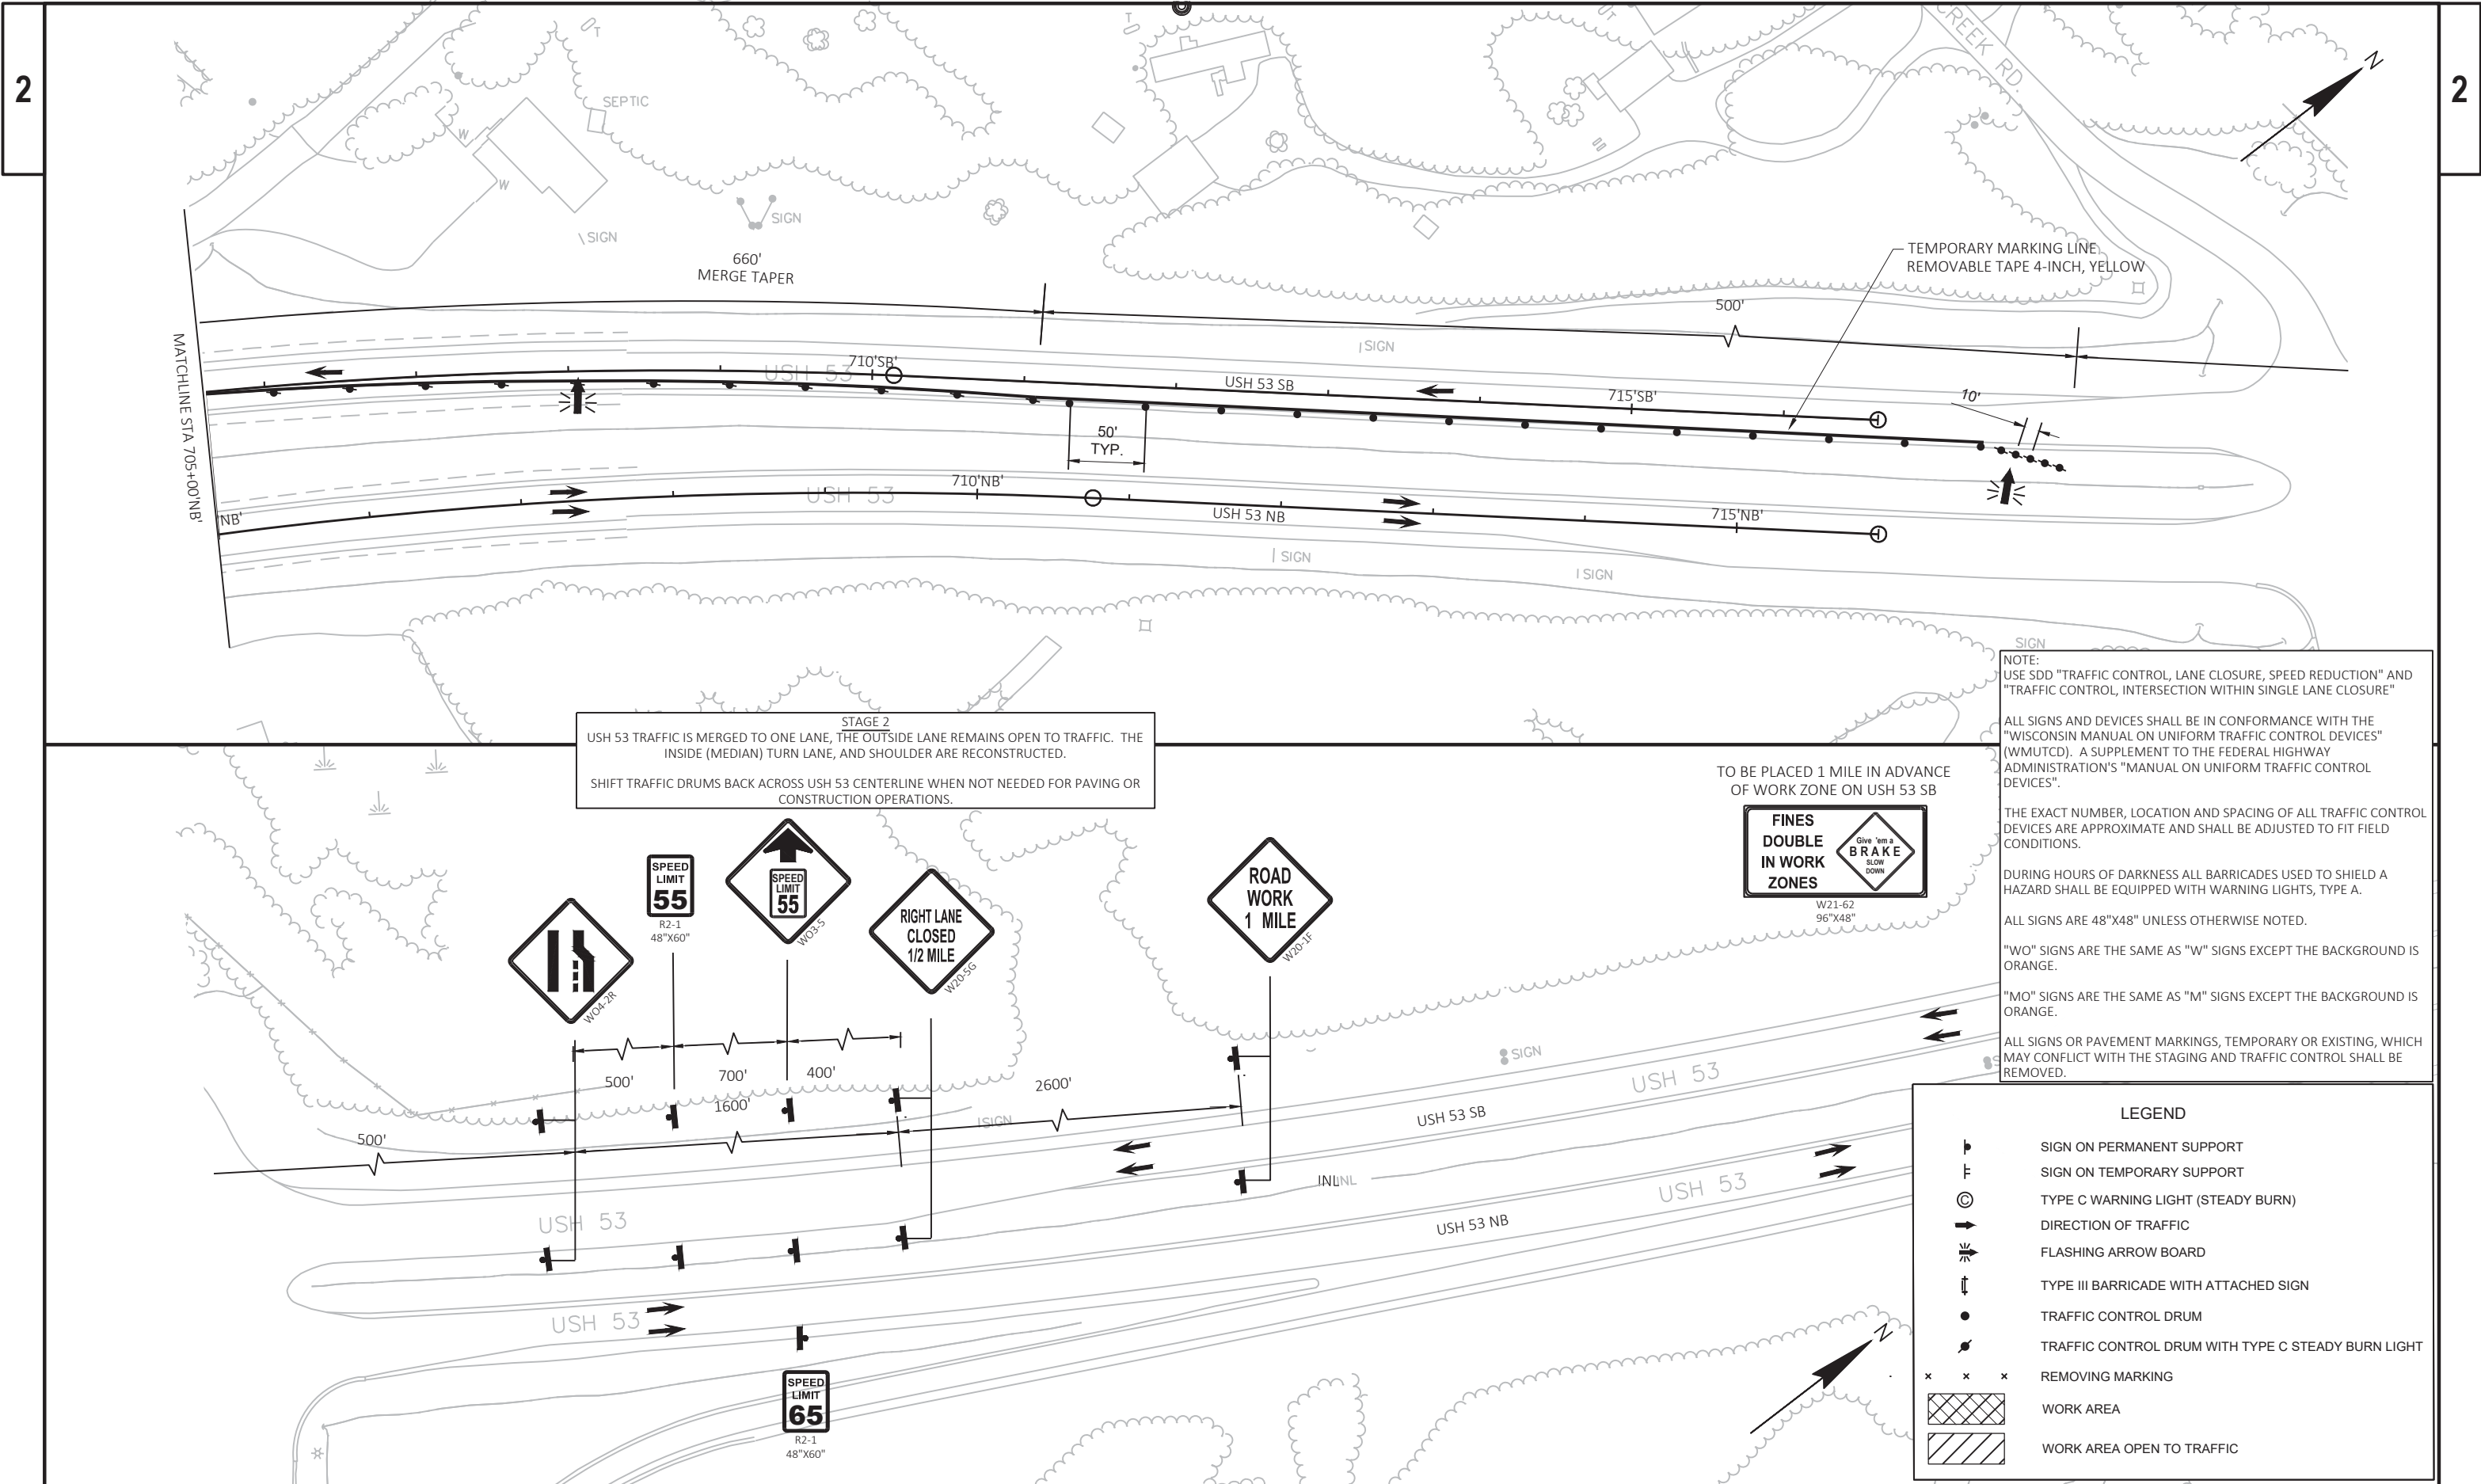 2
2
T
T
T
CREEK RD.
N
SEPTIC
W
W
SIGN
SIGN
660'
MERGE TAPER
TEMPORARY MARKING LINE
REMOVABLE TAPE 4-INCH, YELLOW
500'
SIGN
MATCHLINE STA 705+00'NB'
USH 53
710'SB'
USH 53 SB
715'SB'
10'
50'
TYP.
NB'
USH 53
710'NB'
USH 53 NB
715'NB'
SIGN
SIGN
SIGN
NOTE:
USE SDD "TRAFFIC CONTROL, LANE CLOSURE, SPEED REDUCTION" AND
"TRAFFIC CONTROL, INTERSECTION WITHIN SINGLE LANE CLOSURE"
ALL SIGNS AND DEVICES SHALL BE IN CONFORMANCE WITH THE
"WISCONSIN MANUAL ON UNIFORM TRAFFIC CONTROL DEVICES"
(WMUTCD). A SUPPLEMENT TO THE FEDERAL HIGHWAY
ADMINISTRATION'S "MANUAL ON UNIFORM TRAFFIC CONTROL
DEVICES".
THE EXACT NUMBER, LOCATION AND SPACING OF ALL TRAFFIC CONTROL
DEVICES ARE APPROXIMATE AND SHALL BE ADJUSTED TO FIT FIELD
CONDITIONS.
DURING HOURS OF DARKNESS ALL BARRICADES USED TO SHIELD A
HAZARD SHALL BE EQUIPPED WITH WARNING LIGHTS, TYPE A.
ALL SIGNS ARE 48"X48" UNLESS OTHERWISE NOTED.
"WO" SIGNS ARE THE SAME AS "W" SIGNS EXCEPT THE BACKGROUND IS
ORANGE.
"MO" SIGNS ARE THE SAME AS "M" SIGNS EXCEPT THE BACKGROUND IS
ORANGE.
ALL SIGNS OR PAVEMENT MARKINGS, TEMPORARY OR EXISTING, WHICH
MAY CONFLICT WITH THE STAGING AND TRAFFIC CONTROL SHALL BE
REMOVED.
STAGE 2
USH 53 TRAFFIC IS MERGED TO ONE LANE, THE OUTSIDE LANE REMAINS OPEN TO TRAFFIC. THE
INSIDE (MEDIAN) TURN LANE, AND SHOULDER ARE RECONSTRUCTED.
SHIFT TRAFFIC DRUMS BACK ACROSS USH 53 CENTERLINE WHEN NOT NEEDED FOR PAVING OR
CONSTRUCTION OPERATIONS.
TO BE PLACED 1 MILE IN ADVANCE
OF WORK ZONE ON USH 53 SB
FINES
DOUBLE
IN WORK
ZONES
Give 'em a
BRAKE
SLOW
DOWN
W21-62
96"X48"
WO4-2R
SPEED
LIMIT
55
R2-1
48"X60"
SPEED
LIMIT
55
WO3-5
RIGHT LANE
CLOSED
1/2 MILE
W20-5G
ROAD
WORK
1 MILE
W20-1F
500'
700'
400'
1600'
2600'
500'
SIGN
SIGN
USH 53
USH 53 SB
INL
INL
USH 53
USH 53 NB
USH 53
USH 53
SPEED
LIMIT
65
R2-1
48"X60"
N
LEGEND
SIGN ON PERMANENT SUPPORT
SIGN ON TEMPORARY SUPPORT
C TYPE C WARNING LIGHT (STEADY BURN)
DIRECTION OF TRAFFIC
FLASHING ARROW BOARD
TYPE III BARRICADE WITH ATTACHED SIGN
TRAFFIC CONTROL DRUM
TRAFFIC CONTROL DRUM WITH TYPE C STEADY BURN LIGHT
REMOVING MARKING
WORK AREA
WORK AREA OPEN TO TRAFFIC